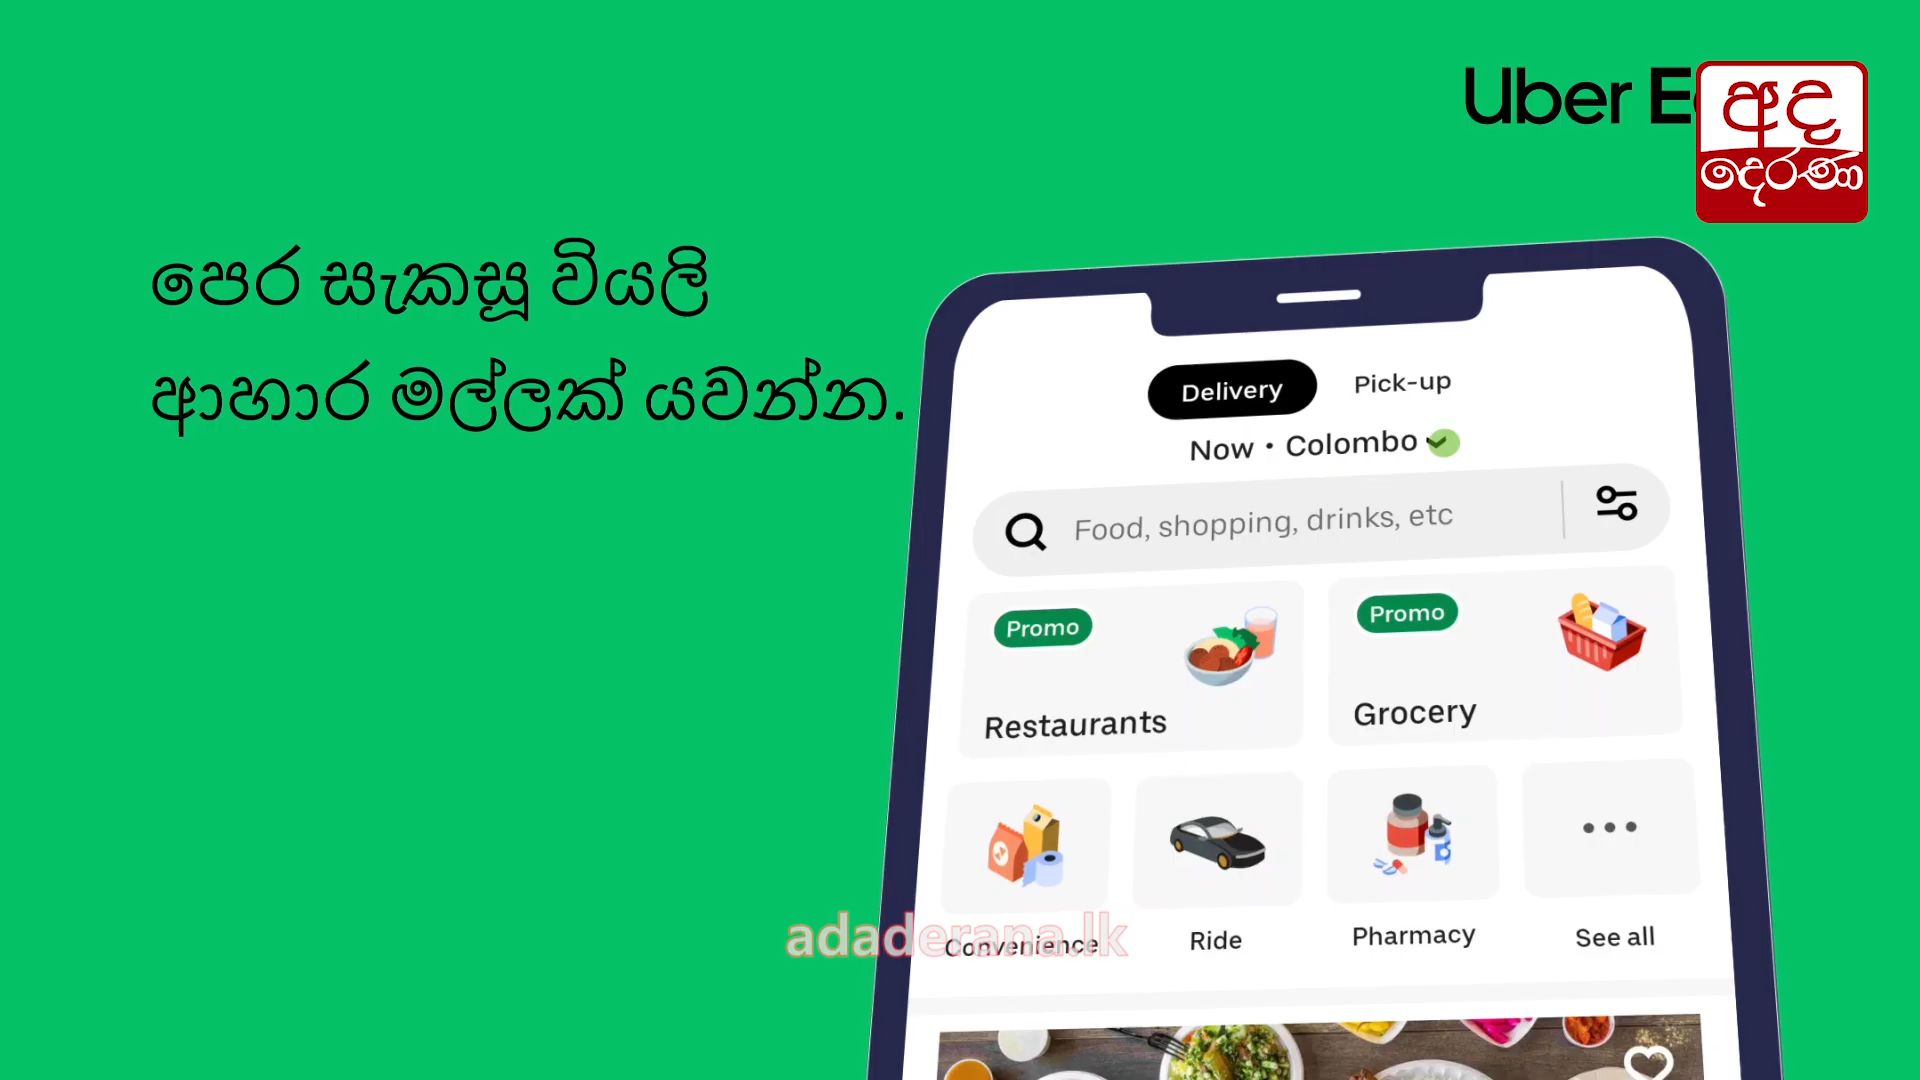 Uber E
අද
දෙරණ
පෙර සැකසූ වියලි
ආහාර මල්ලක් යවන්න.
Delivery Pick-up
Now • Colombo
Food, shopping, drinks, etc
Promo Promo
Restaurants Grocery
Convenience Ride Pharmacy See all
adaderana.lk